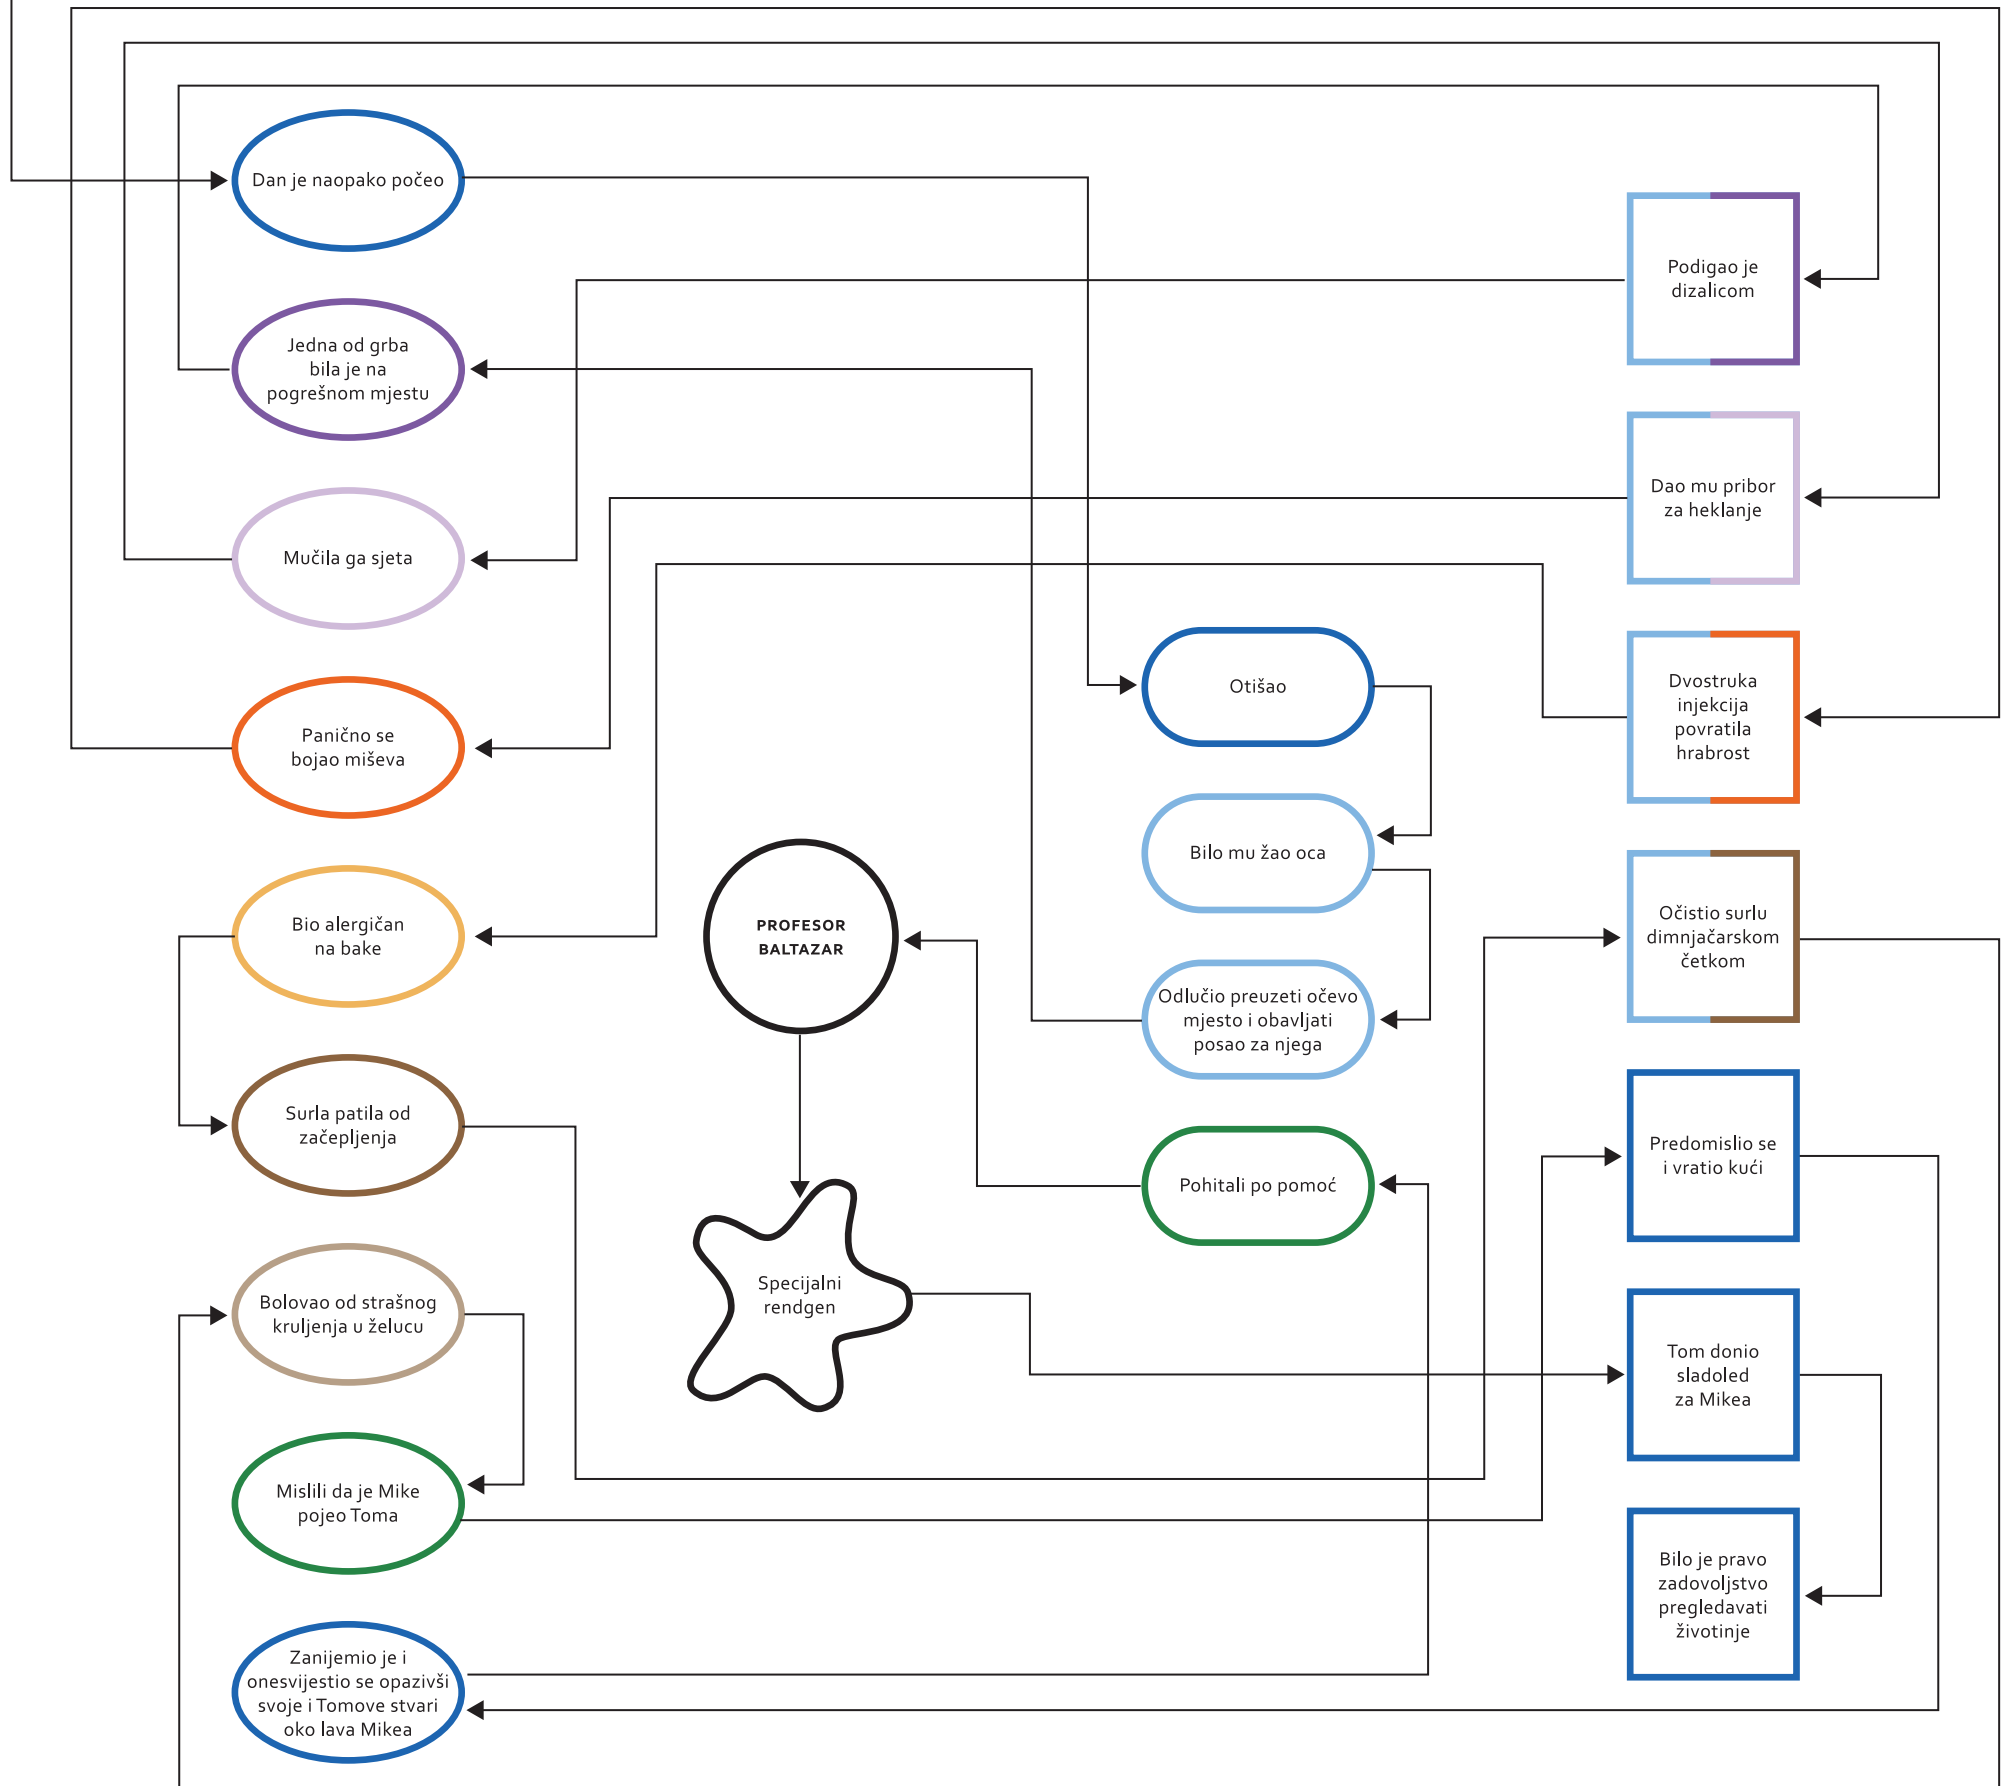 Dan je naopako počeo
Jedna od grba
bila je na
pogrešnom mjestu
Mučila ga sjeta
Panično se
bojao miševa
Bio alergičan
na bake
Surla patila od
začepljenja
Bolovao od strašnog
kruljenja u želucu
Mislili da je Mike
pojeo Toma
Zanijemio je i
onesvijestio se opazivši
svoje i Tomove stvari
oko lava Mikea
PROFESOR
BALTAZAR
Specijalni
rendgen
Otišao
Bilo mu žao oca
Odlučio preuzeti očevo
mjesto i obavljati
posao za njega
Pohitali po pomoć
Podigao je
dizalicom
Dao mu pribor
za heklanje
Dvostruka
injekcija
povratila
hrabrost
Očistio surlu
dimnjačarskom
četkom
Predomislio se
i vratio kući
Tom donio
sladoled
za Mikea
Bilo je pravo
zadovoljstvo
pregledavati
životinje